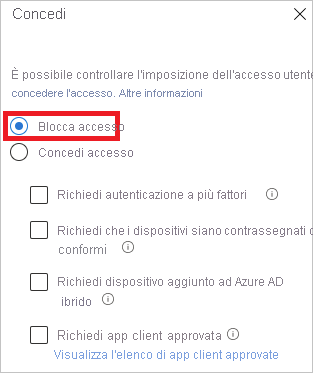 Concedi
È possibile controllare l'imposizione dell'accesso utente
concedere l'accesso. Altre informazioni
Blocca accesso
Concedi accesso
Richiedi autenticazione a più fattori
Richiedi che i dispositivi siano contrassegnati c
conformi
Richiedi dispositivo aggiunto ad Azure AD
ibrido
Richiedi app client approvata
Visualizza l'elenco di app client approvate